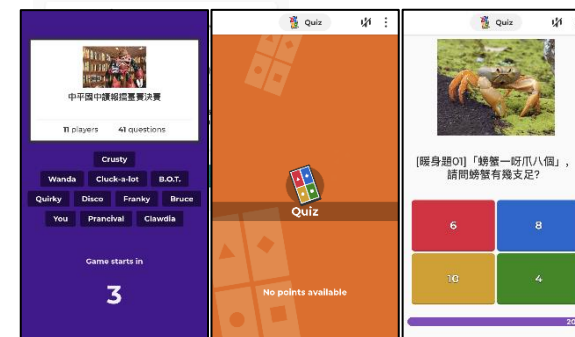 中平國中讀報擂臺賽決賽
11 players 41 questions
Crusty
Wanda Cluck-a-lot B.O.T.
Quirky Disco Franky Bruce
You Prancival Clawdia
Game starts in
3
Quiz
Quiz
No points available
Quiz
[暖身題01]「螃蟹一呀爪八個」,
請問螃蟹有幾支足?
6 8
10 4
20